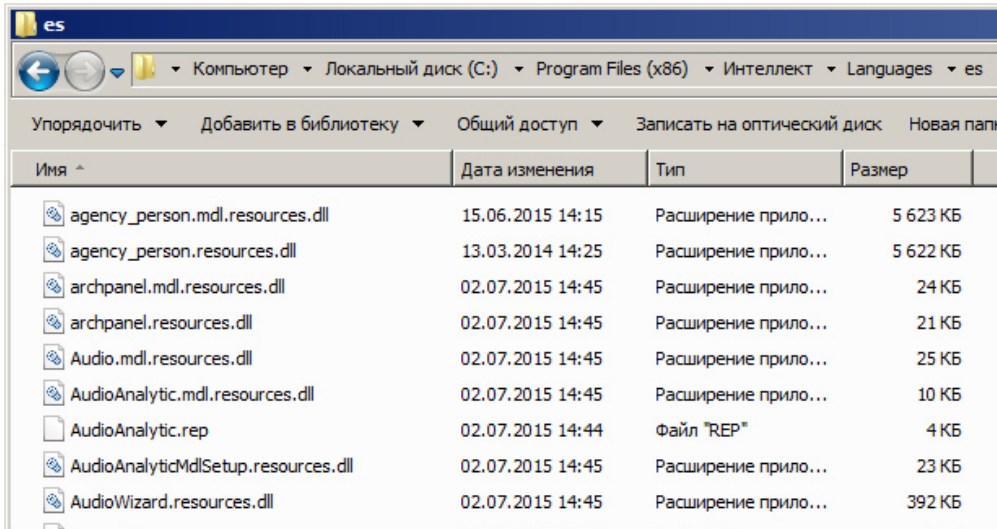 es
Компьютер Локальный диск (C:) Program Files (x86) Интеллект Languages es
Упорядочить Добавить в библиотеку Общий доступ Записать на оптический диск Новая
Имя Дата изменения Тип Размер
agency_person.mdl.resources.dll 15.06.2015 14:15 Расширение прило... 5 623 КБ
agency_person.resources.dll 13.03.2014 14:25 Расширение прило... 5 622 КБ
archpanel.mdl.resources.dll 02.07.2015 14:45 Расширение прило... 24 КБ
archpanel.resources.dll 02.07.2015 14:45 Расширение прило... 21 КБ
Audio.mdl.resources.dll 02.07.2015 14:45 Расширение прило... 25 КБ
AudioAnalytic.mdl.resources.dll 02.07.2015 14:45 Расширение прило... 10 КБ
AudioAnalytic.rep 02.07.2015 14:44 Файл "REP" 4 КБ
AudioAnalyticMdlSetup.resources.dll 02.07.2015 14:45 Расширение прило... 23 КБ
AudioWizard.resources.dll 02.07.2015 14:45 Расширение прило... 392 КБ